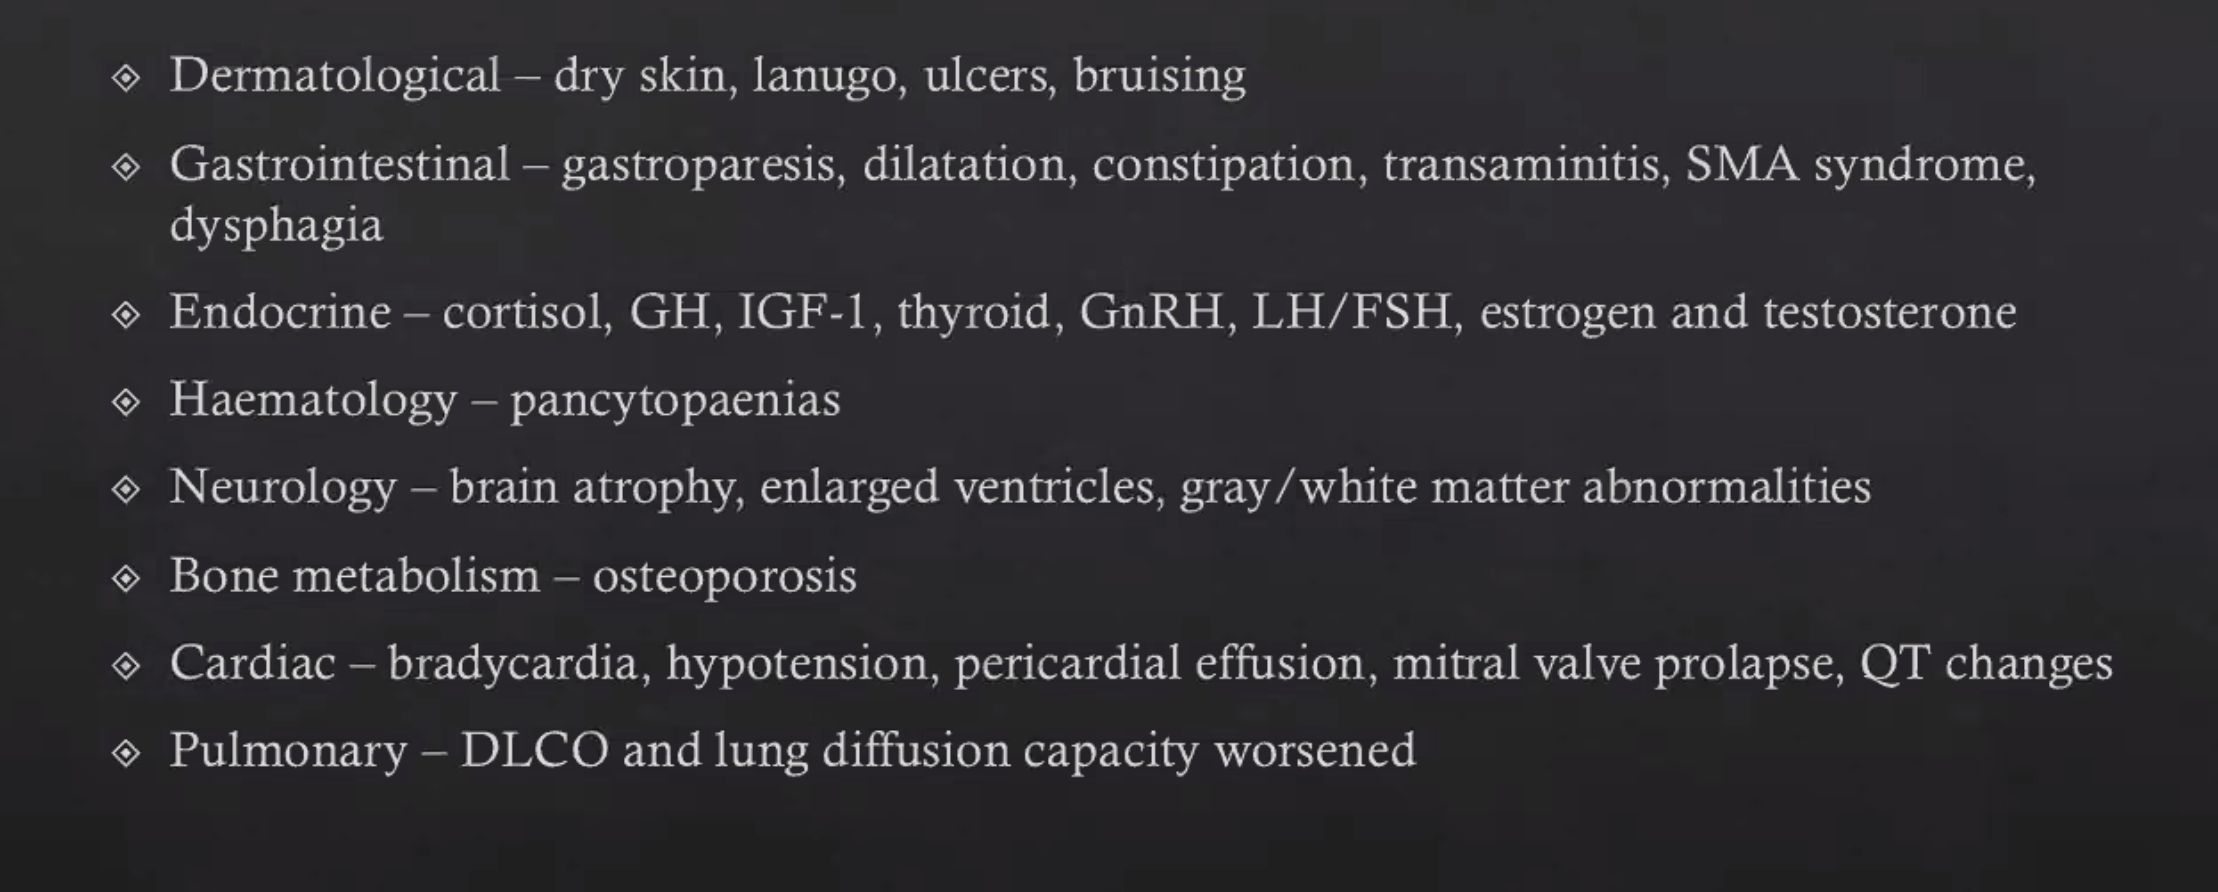 Dermatological – dry skin, lanugo, ulcers, bruising
Gastrointestinal – gastroparesis, dilatation, constipation, transaminitis, SMA syndrome,
dysphagia
Endocrine – cortisol, GH, IGF-1, thyroid, GnRH, LH/FSH, estrogen and testosterone
Haematology – pancytopaenias
Neurology – brain atrophy, enlarged ventricles, gray/white matter abnormalities
Bone metabolism – osteoporosis
Cardiac – bradycardia, hypotension, pericardial effusion, mitral valve prolapse, QT changes
Pulmonary – DLCO and lung diffusion capacity worsened